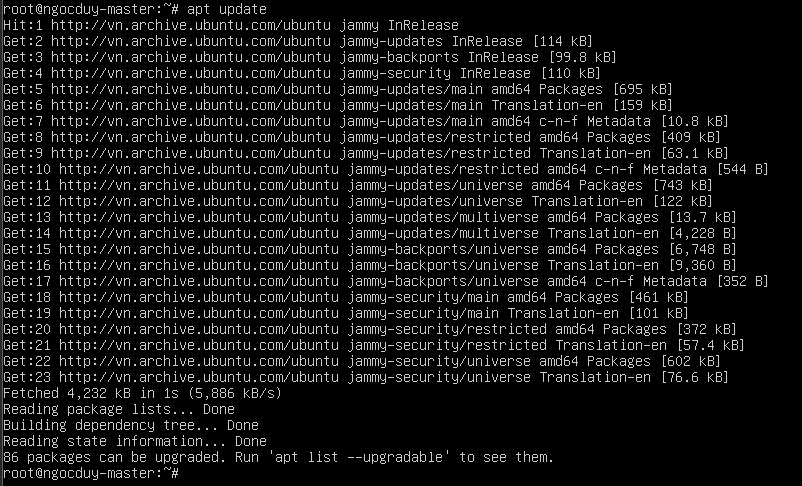 root@ngocduy-master:~# apt update
Hit:1 http://vn.archive.ubuntu.com/ubuntu jammy InRelease
Get:2 http://vn.archive.ubuntu.com/ubuntu jammy-updates InRelease [114 kB]
Get:3 http://vn.archive.ubuntu.com/ubuntu jammy-backports InRelease [99.8 kB]
Get:4 http://vn.archive.ubuntu.com/ubuntu jammy-security InRelease [110 kB]
Get:5 http://vn.archive.ubuntu.com/ubuntu jammy-updates/main amd64 Packages [695 kB]
Get:6 http://vn.archive.ubuntu.com/ubuntu jammy-updates/main Translation-en [159 kB]
Get:7 http://vn.archive.ubuntu.com/ubuntu jammy-updates/main amd64 c-n-f Metadata [10.8 kB]
Get:8 http://vn.archive.ubuntu.com/ubuntu jammy-updates/restricted amd64 Packages [409 kB]
Get:9 http://vn.archive.ubuntu.com/ubuntu jammy-updates/restricted Translation-en [63.1 kB]
Get:10 http://vn.archive.ubuntu.com/ubuntu jammy-updates/restricted amd64 c-n-f Metadata [544 B]
Get:11 http://vn.archive.ubuntu.com/ubuntu jammy-updates/universe amd64 Packages [743 kB]
Get:12 http://vn.archive.ubuntu.com/ubuntu jammy-updates/universe Translation-en [122 kB]
Get:13 http://vn.archive.ubuntu.com/ubuntu jammy-updates/multiverse amd64 Packages [13.7 kB]
Get:14 http://vn.archive.ubuntu.com/ubuntu jammy-updates/multiverse Translation-en [4,228 B]
Get:15 http://vn.archive.ubuntu.com/ubuntu jammy-backports/universe amd64 Packages [6,748 B]
Get:16 http://vn.archive.ubuntu.com/ubuntu jammy-backports/universe Translation-en [9,360 B]
Get:17 http://vn.archive.ubuntu.com/ubuntu jammy-backports/universe amd64 c-n-f Metadata [352 B]
Get:18 http://vn.archive.ubuntu.com/ubuntu jammy-security/main amd64 Packages [461 kB]
Get:19 http://vn.archive.ubuntu.com/ubuntu jammy-security/main Translation-en [101 kB]
Get:20 http://vn.archive.ubuntu.com/ubuntu jammy-security/restricted amd64 Packages [372 kB]
Get:21 http://vn.archive.ubuntu.com/ubuntu jammy-security/restricted Translation-en [57.4 kB]
Get:22 http://vn.archive.ubuntu.com/ubuntu jammy-security/universe amd64 Packages [602 kB]
Get:23 http://vn.archive.ubuntu.com/ubuntu jammy-security/universe Translation-en [76.6 kB]
Fetched 4,232 kB in 1s (5,886 kB/s)
Reading package lists... Done
Building dependency tree... Done
Reading state information... Done
86 packages can be upgraded. Run 'apt list --upgradable' to see them.
root@ngocduy-master:~#